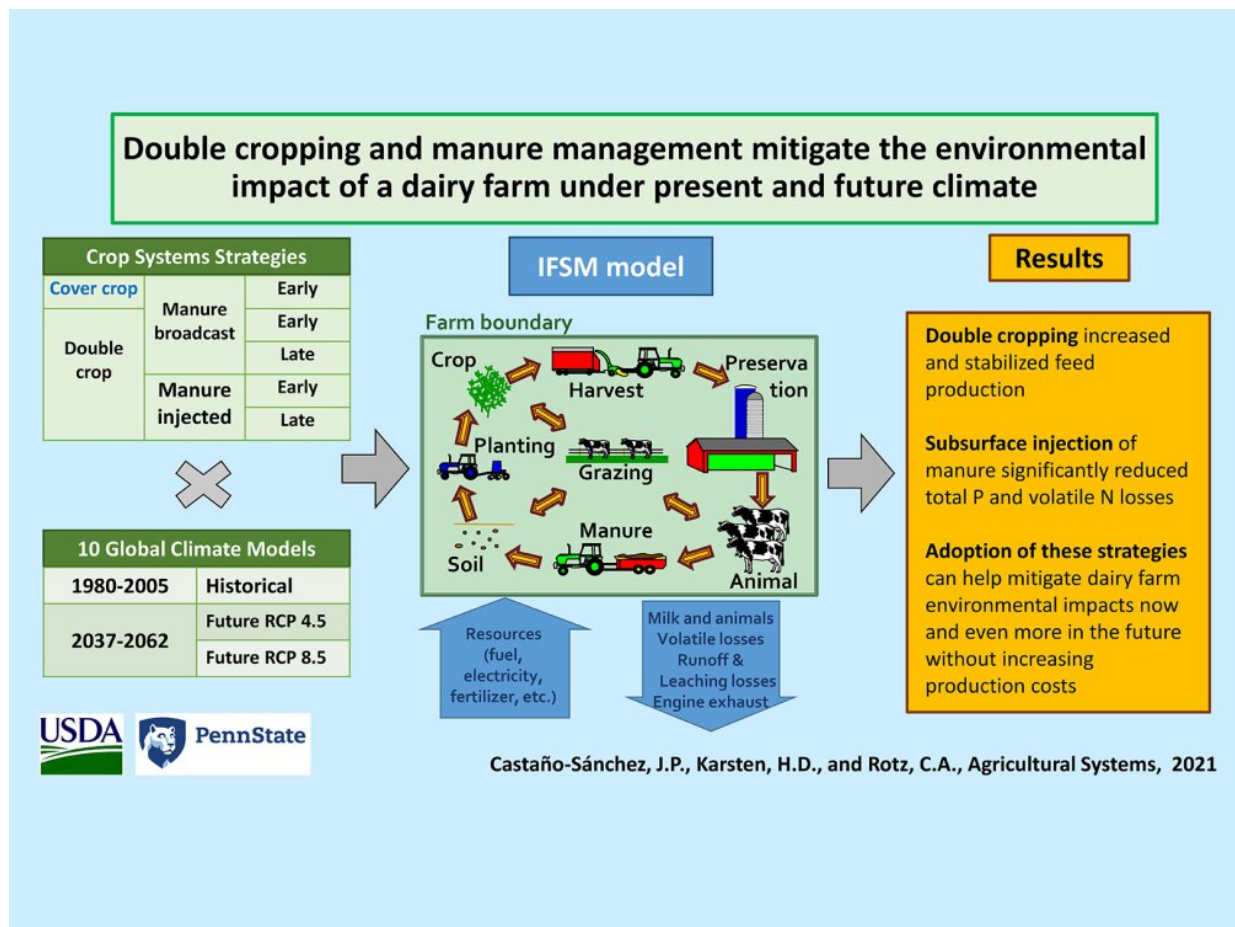 Double cropping and manure management mitigate the environmental
impact of a dairy farm under present and future climate
Crop Systems Strategies
Cover crop
Manure
broadcast
Early
Double
crop
Early
Late
Manure
injected
Early
Late
10 Global Climate Models
1980-2005
Historical
2037-2062
Future RCP 4.5
Future RCP 8.5
USDA
PennState
IFSM model
Farm boundary
Crop
Harvest
Preserva
tion
Planting
Grazing
Soil
Manure
Animal
Resources
(fuel,
electricity,
fertilizer, etc.)
Milk and animals
Volatile losses
Runoff &
Leaching losses
Engine exhaust
Results
Double cropping increased
and stabilized feed
production
Subsurface injection of
manure significantly reduced
total P and volatile N losses
Adoption of these strategies
can help mitigate dairy farm
environmental impacts now
and even more in the future
without increasing
production costs
Castaño-Sánchez, J.P., Karsten, H.D., and Rotz, C.A., Agricultural Systems, 2021